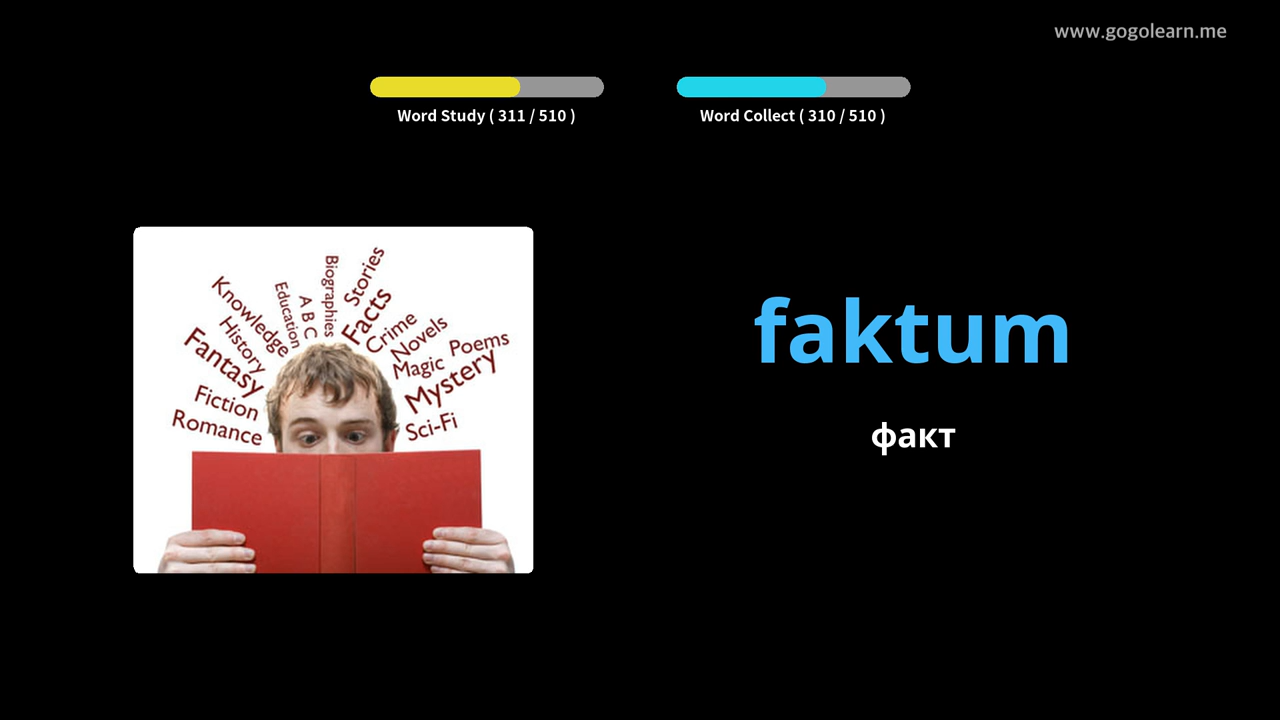 www.gogolearn.me
Word Study ( 311 / 510 )
Word Collect ( 310 / 510 )
Biographies
Stories
Education
A B C
Facts
Knowledge
Crime
History
Novels
Fantasy
Magic
Poems
Mystery
Fiction
Romance
Sci-Fi
faktum
факт